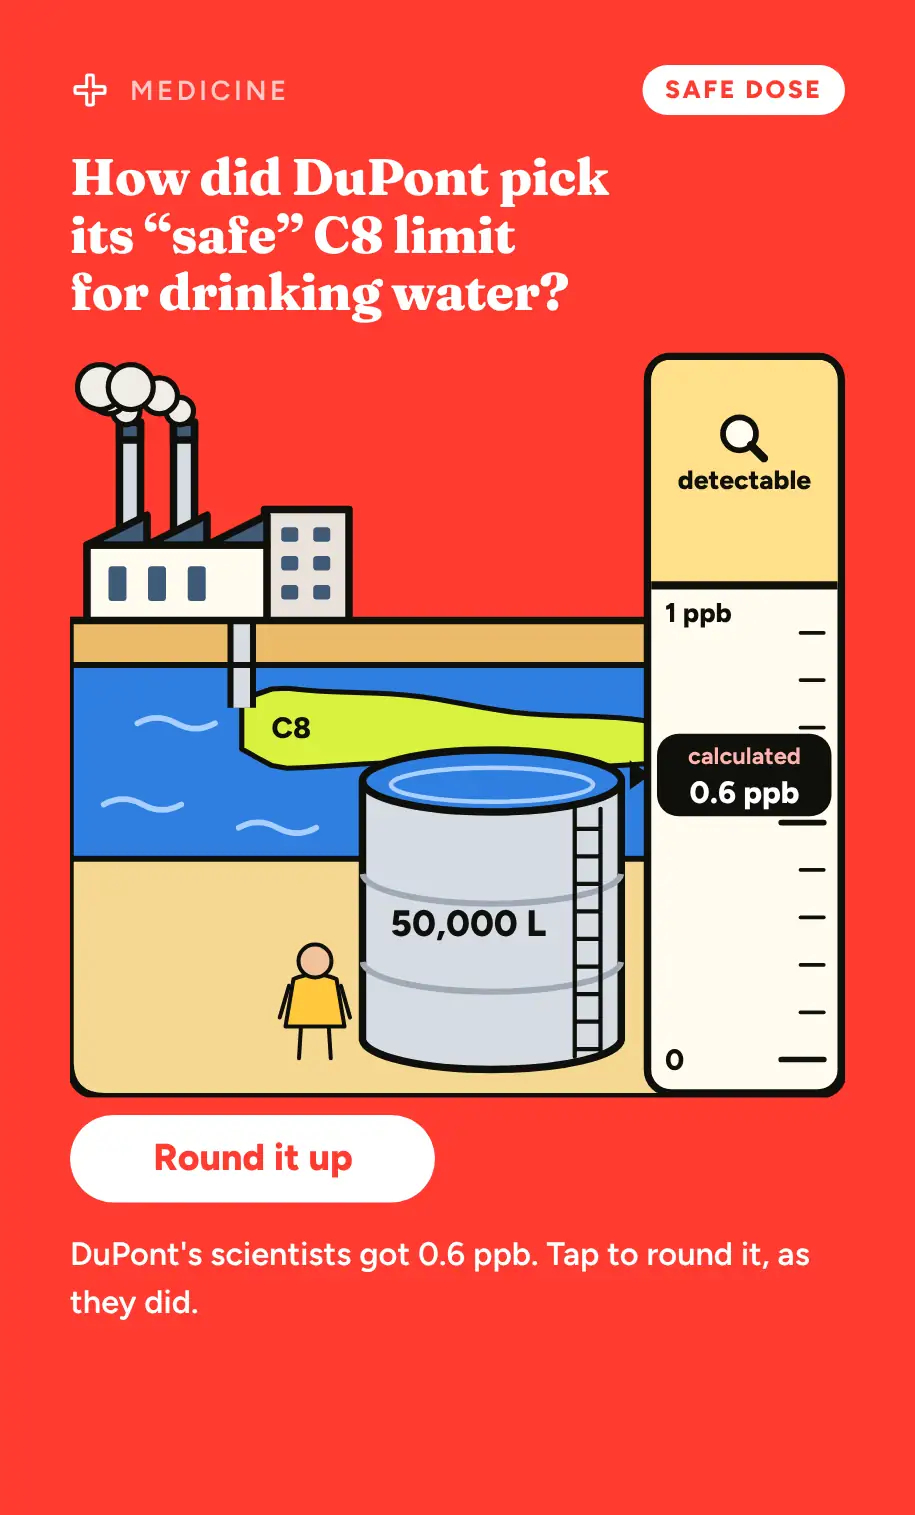 MEDICINE
SAFE DOSE
How did DuPont pick
its “safe” C8 limit
for drinking water?
detectable
1 ppb
C8
calculated
0.6 ppb
50,000 L
0
Round it up
DuPont's scientists got 0.6 ppb. Tap to round it, as
they did.